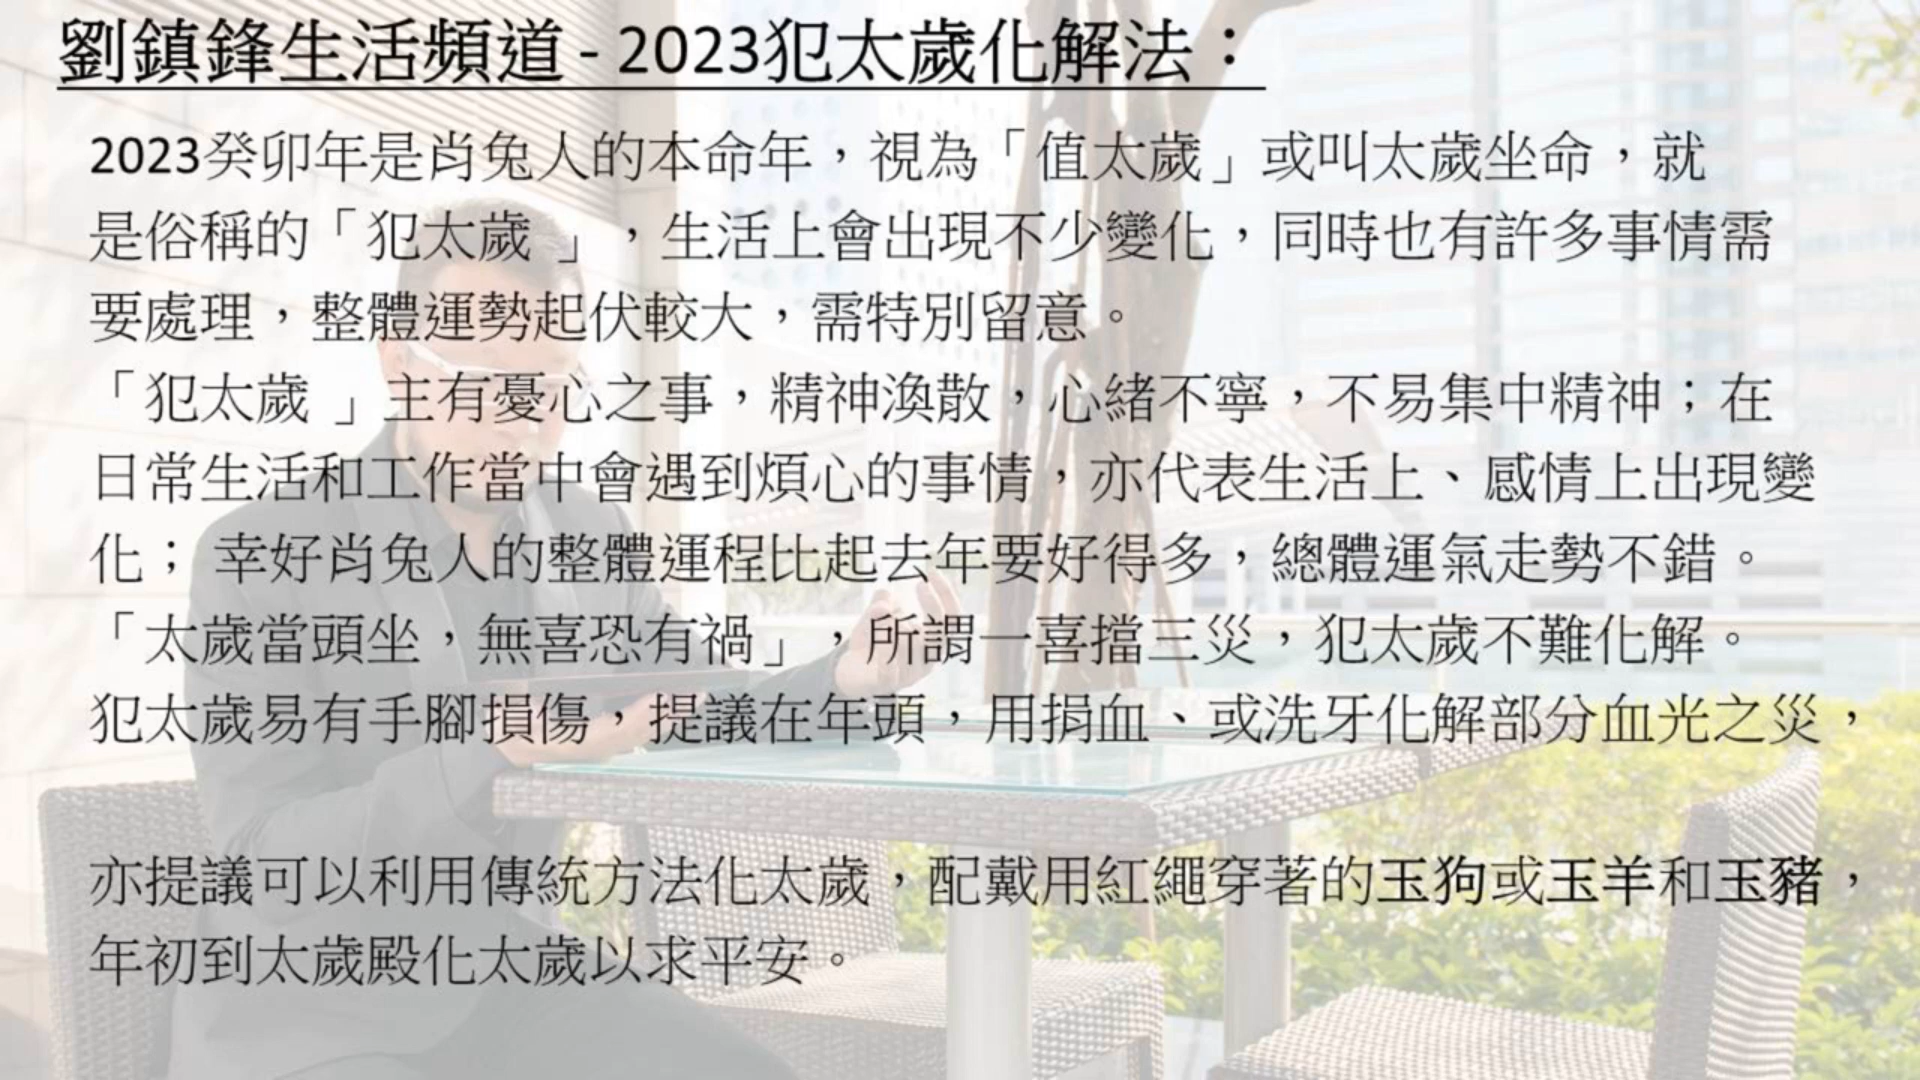 劉鎮鋒生活頻道 - 2023犯太歲化解法：
2023癸卯年是肖兔人的本命年，視為「值太歲」或叫太歲坐命，就
是俗稱的「犯太歲 」，生活上會出現不少變化，同時也有許多事情需
要處理，整體運勢起伏較大，需特別留意。
「犯太歲 」主有憂心之事，精神渙散，心緒不寧，不易集中精神；在
日常生活和工作當中會遇到煩心的事情，亦代表生活上、感情上出現變
化； 幸好肖兔人的整體運程比起去年要好得多，總體運氣走勢不錯。
「太歲當頭坐，無喜恐有禍」，所謂一喜擋三災，犯太歲不難化解。
犯太歲易有手腳損傷，提議在年頭，用捐血、或洗牙化解部分血光之災，
亦提議可以利用傳統方法化太歲，配戴用紅繩穿著的玉狗或玉羊和玉豬，
年初到太歲殿化太歲以求平安。